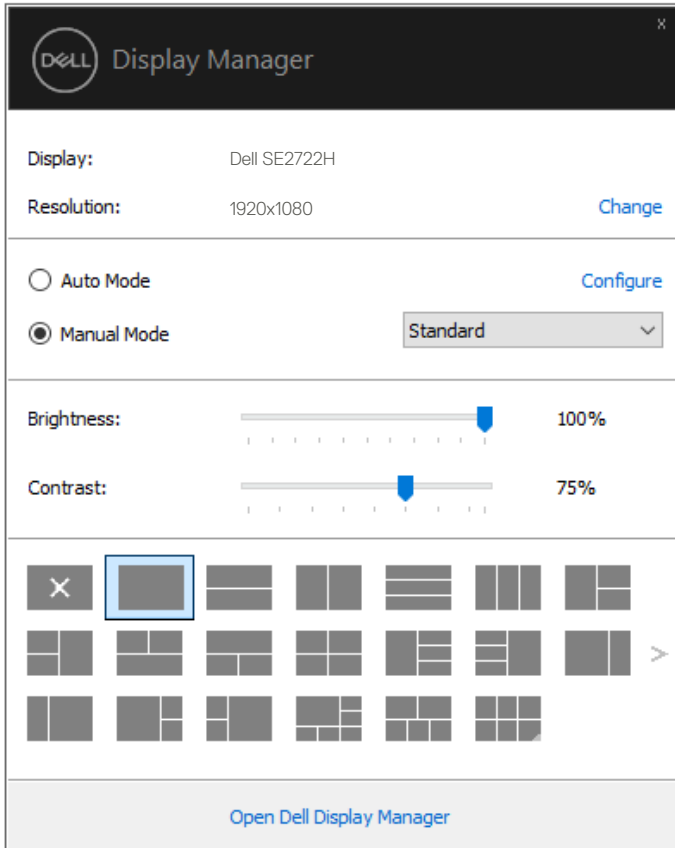 x
DELL Display Manager
Display: Dell SE2722H
Resolution: 1920x1080 Change
Auto Mode Configure
Manual Mode Standard
Brightness: 100%
Contrast: 75%
Open Dell Display Manager